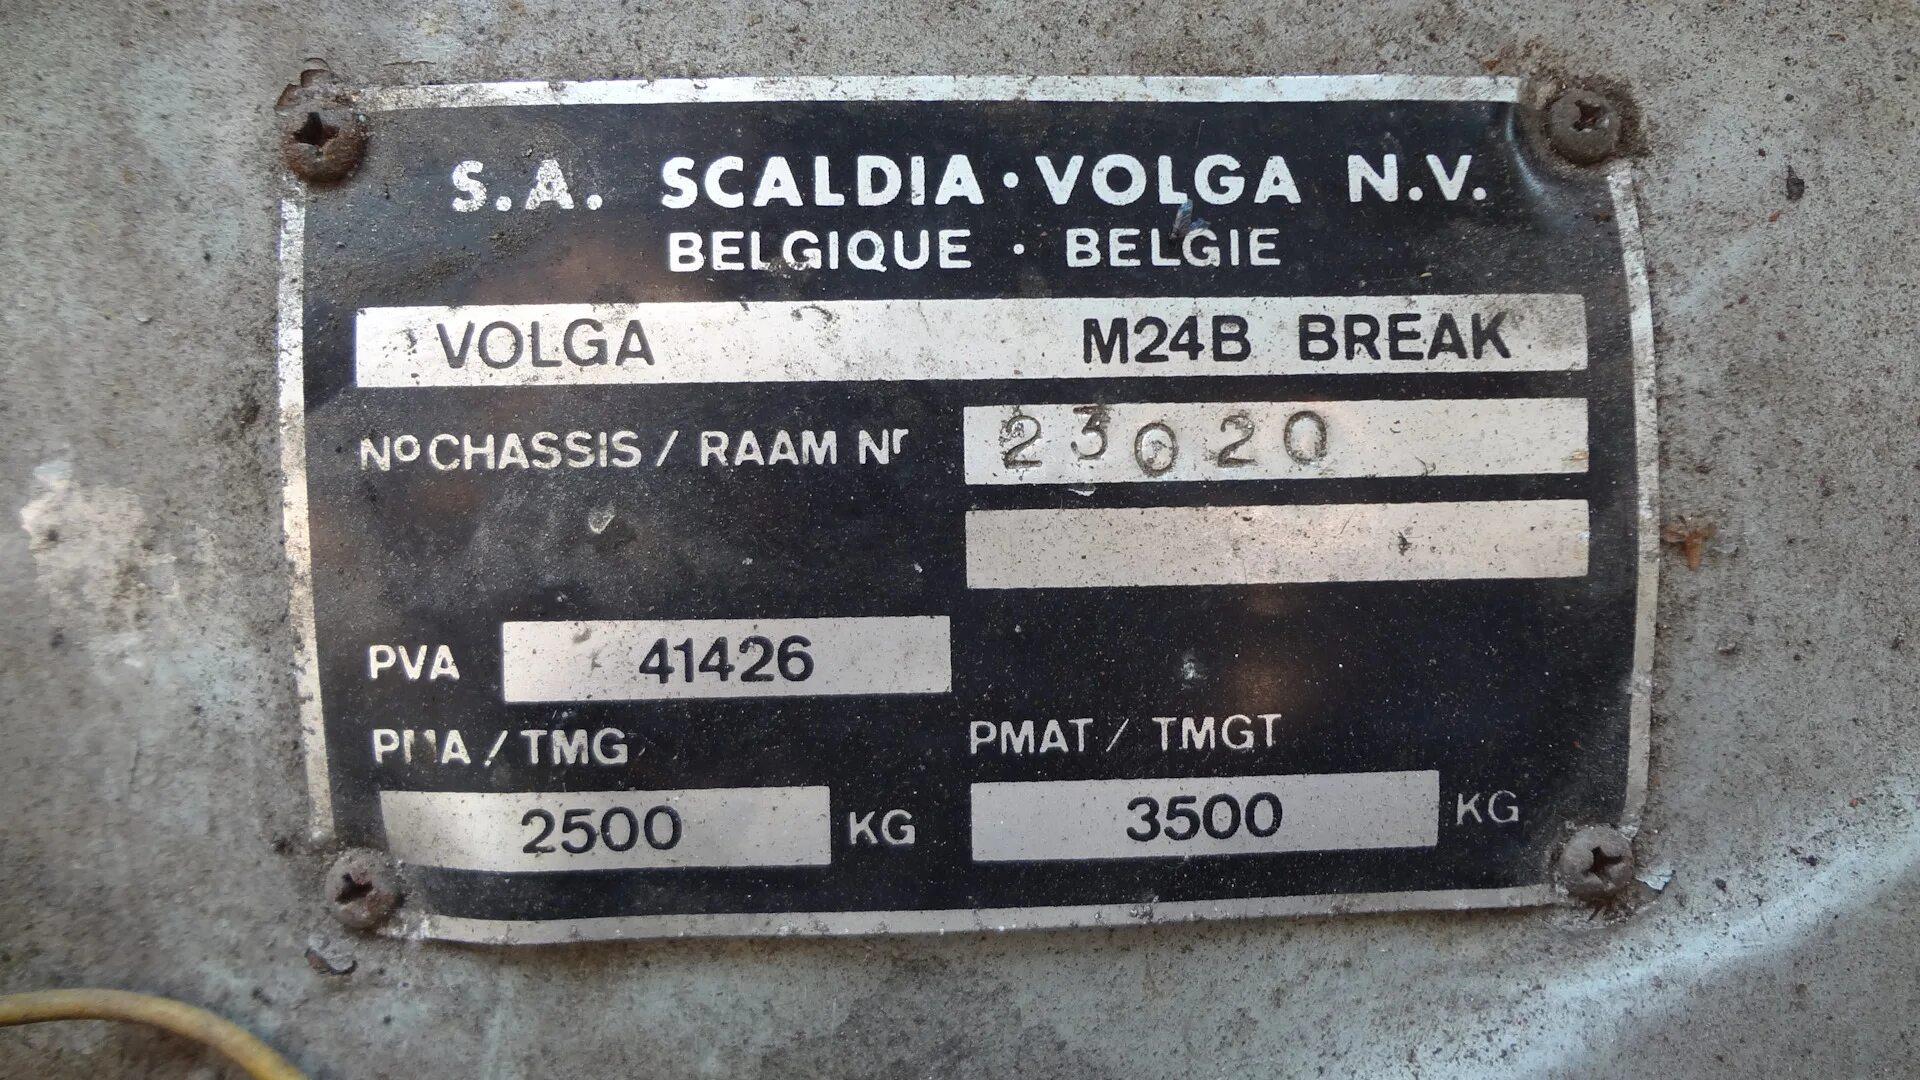 S.A. SCALDIA · VOLGA N.V.
BELGIQUE · BELGIE
VOLGA M24B BREAK
No CHASSIS / RAAM Nr 23020
PVA 41426
PMA / TMG PMAT / TMGT
2500 KG 3500 KG